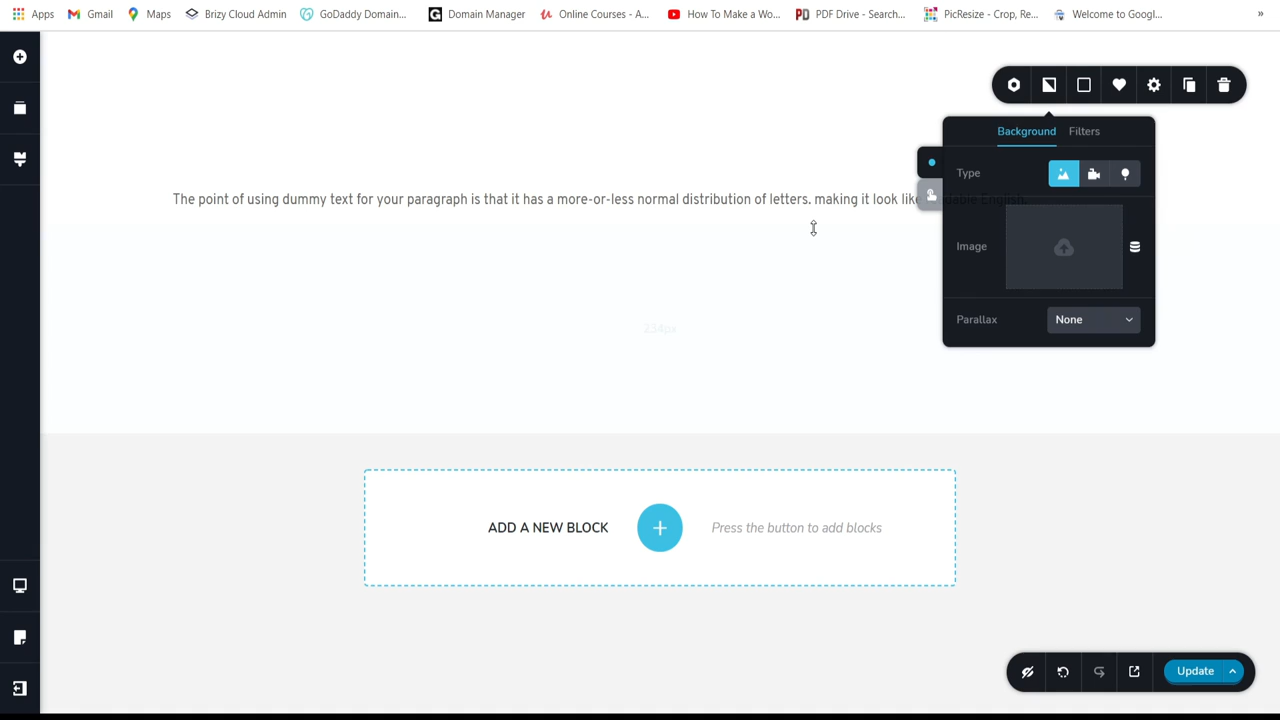 Apps Gmail Maps Brizy Cloud Admin GoDaddy Domain... Domain Manager Online Courses - A... How To Make a Wo... PDF Drive - Search... PicResize - Crop, Re... Welcome to Googl... »
Background Filters
Type
The point of using dummy text for your paragraph is that it has a more-or-less normal distribution of letters. making it look like readable English.
Image
Parallax None
234px
ADD A NEW BLOCK + Press the button to add blocks
Update